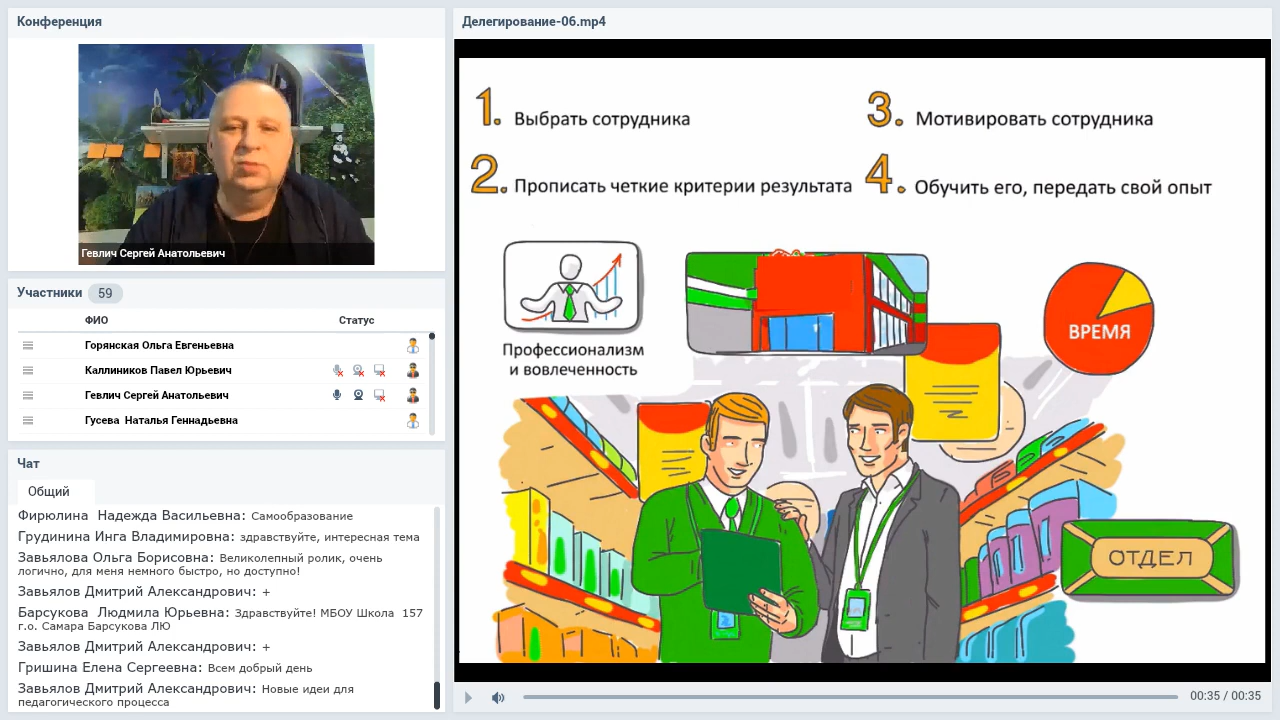 Конференция
Гевлич Сергей Анатольевич
Участники 59
ФИО Статус
Горянская Ольга Евгеньевна
Каллиников Павел Юрьевич
Гевлич Сергей Анатольевич
Гусева Наталья Геннадьевна
Чат
Общий
Фирюлина Надежда Васильевна: Самообразование
Грудинина Инга Владимировна: здравствуйте, интересная тема
Завьялова Ольга Борисовна: Великолепный ролик, очень
логично, для меня немного быстро, но доступно!
Завьялов Дмитрий Александрович: +
Барсукова Людмила Юрьевна: Здравствуйте! МБОУ Школа 157
г.о. Самара Барсукова ЛЮ
Завьялов Дмитрий Александрович: +
Гришина Елена Сергеевна: Всем добрый день
Завьялов Дмитрий Александрович: Новые идеи для
педагогического процесса
Делегирование-06.mp4
1. Выбрать сотрудника
2. Прописать четкие критерии результата
3. Мотивировать сотрудника
4. Обучить его, передать свой опыт
Профессионализм
и вовлеченность
ВРЕМЯ
ОТДЕЛ
00:35 / 00:35